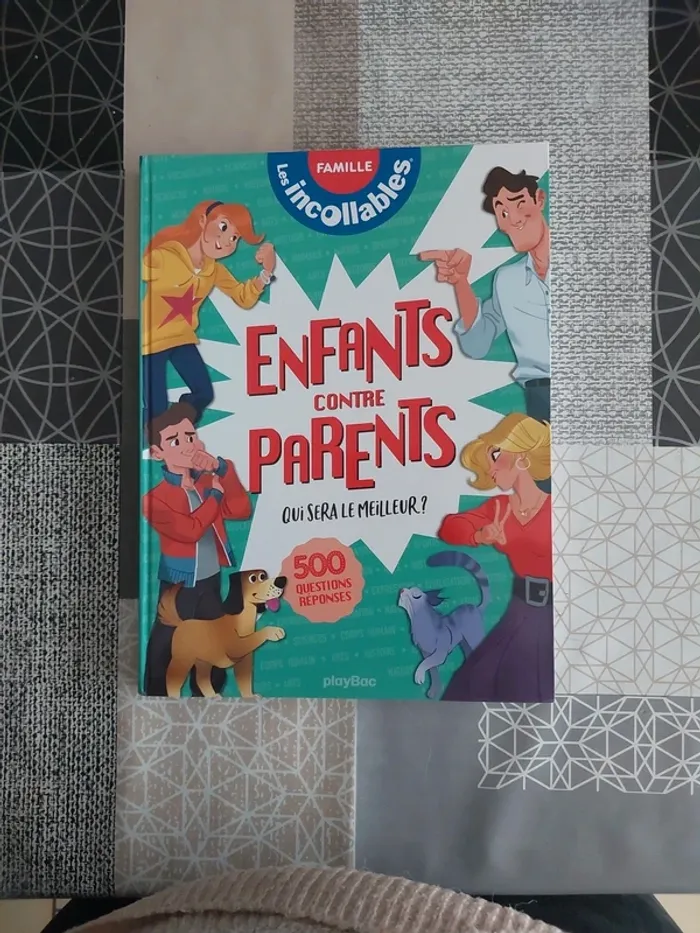 FAMILLE
Les incollables®
ENFANTS
CONTRE
PARENTS
QUI SERA LE MEILLEUR ?
500
QUESTIONS
RÉPONSES
playBac